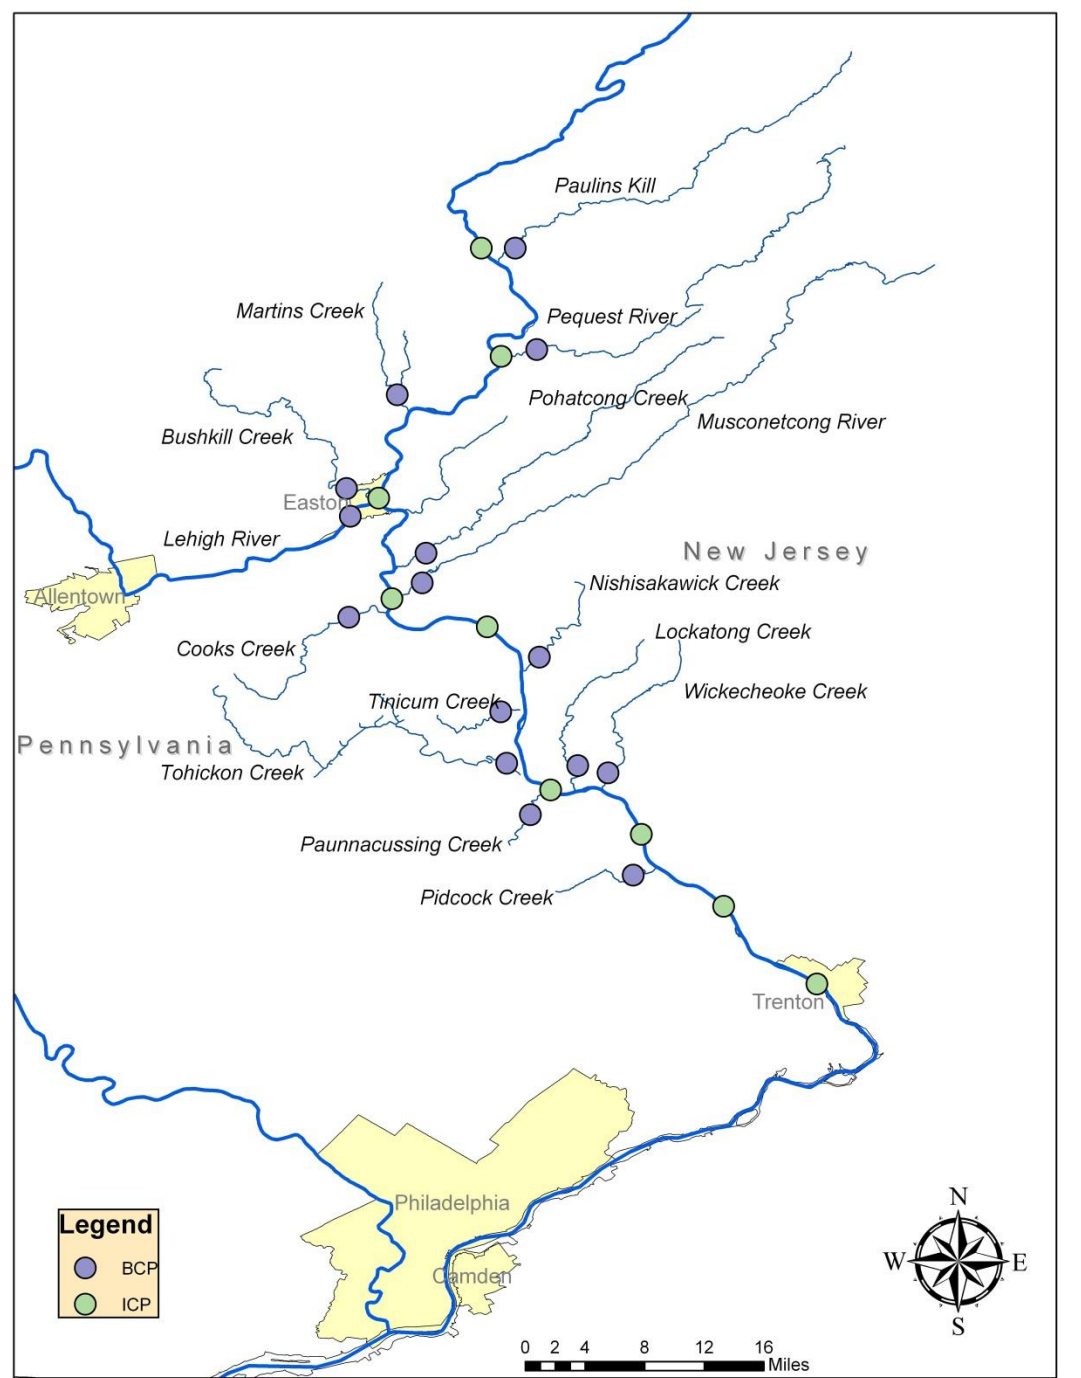 Paulins Kill
Martins Creek
Pequest River
Pohatcong Creek
Musconetcong River
Bushkill Creek
Easton
Lehigh River
New Jersey
Nishisakawick Creek
Allentown
Lockatong Creek
Cooks Creek
Wickecheoke Creek
Tinicum Creek
Pennsylvania
Tohickon Creek
Paunnacussing Creek
Pidcock Creek
Trenton
Philadelphia
Camden
Legend
BCP
ICP
N
W E
S
0 2 4 8 12 16
Miles